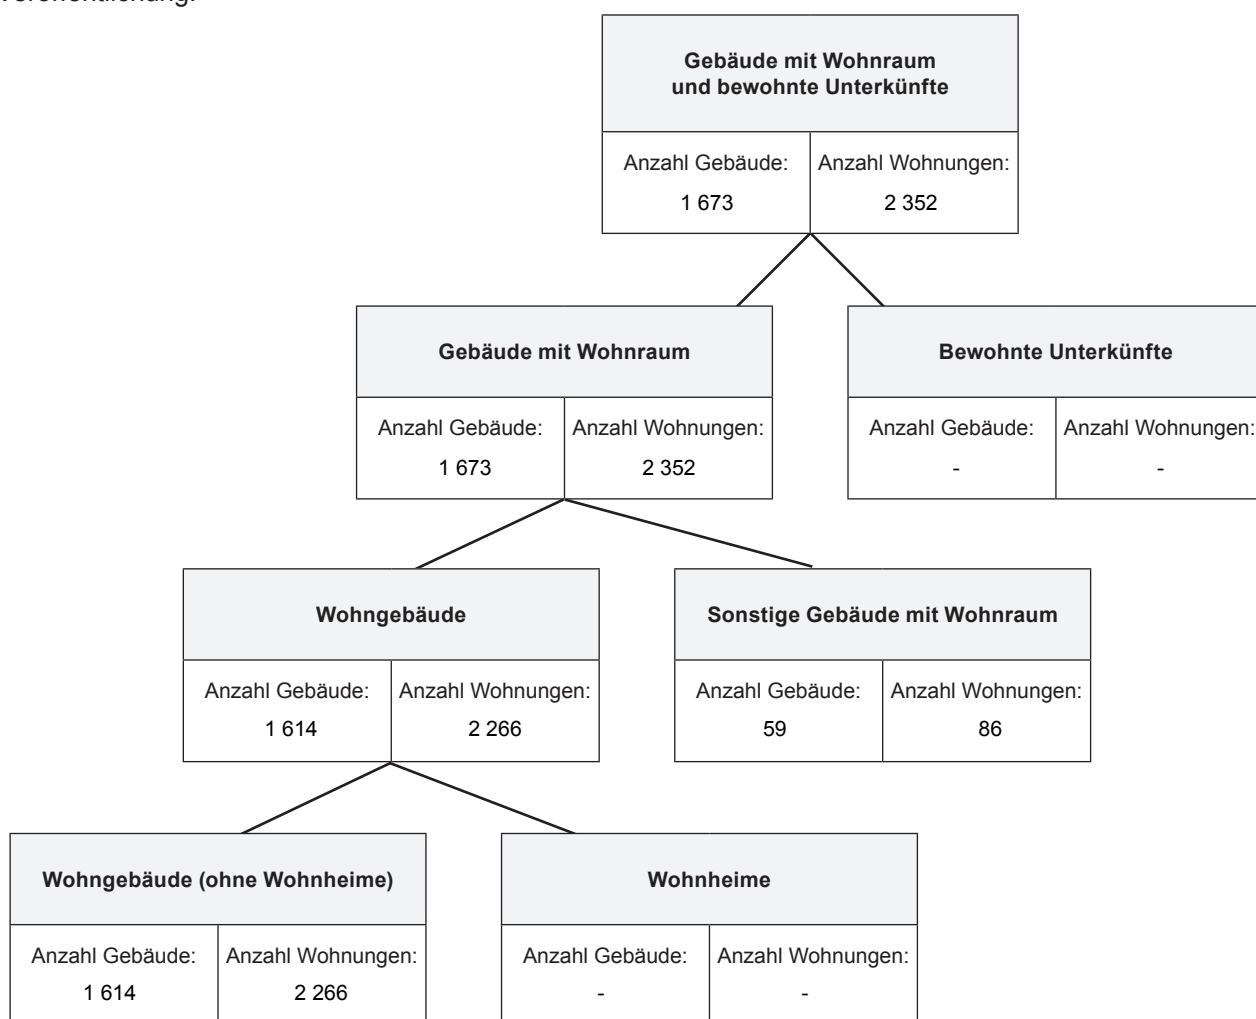 Veröffentlichung.
Gebäude mit Wohnraum
und bewohnte Unterkünfte
Anzahl Gebäude: Anzahl Wohnungen:
1 673 2 352
Gebäude mit Wohnraum Bewohnte Unterkünfte
Anzahl Gebäude: Anzahl Wohnungen: Anzahl Gebäude: Anzahl Wohnungen:
1 673 2 352 - -
Wohngebäude Sonstige Gebäude mit Wohnraum
Anzahl Gebäude: Anzahl Wohnungen: Anzahl Gebäude: Anzahl Wohnungen:
1 614 2 266 59 86
Wohngebäude (ohne Wohnheime) Wohnheime
Anzahl Gebäude: Anzahl Wohnungen: Anzahl Gebäude: Anzahl Wohnungen:
1 614 2 266 - -